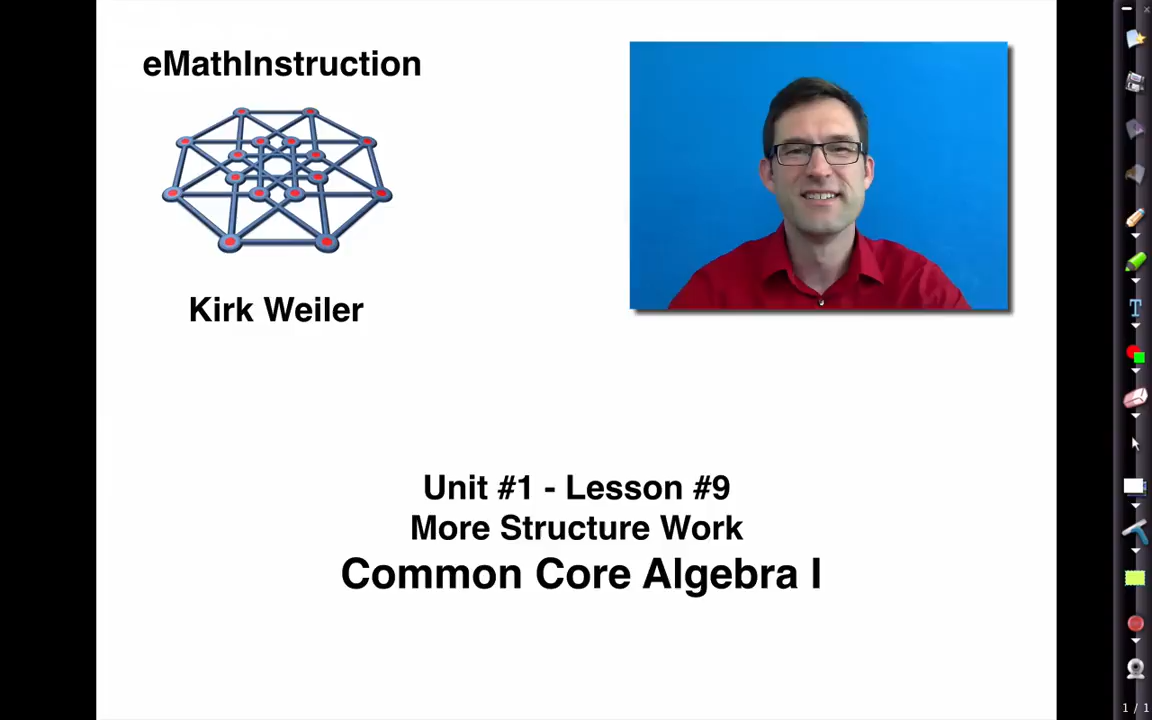 eMathInstruction
Kirk Weiler
Unit #1 - Lesson #9
More Structure Work
Common Core Algebra I
T
1 / 1